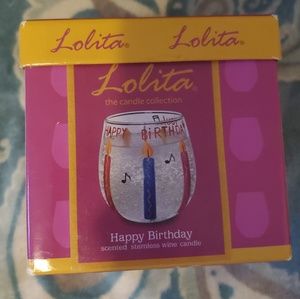 Lolita® Lolita®
Lolita®
the candle collection
HAPPY BIRTHDAY
Happy Birthday
scented stemless wine candle